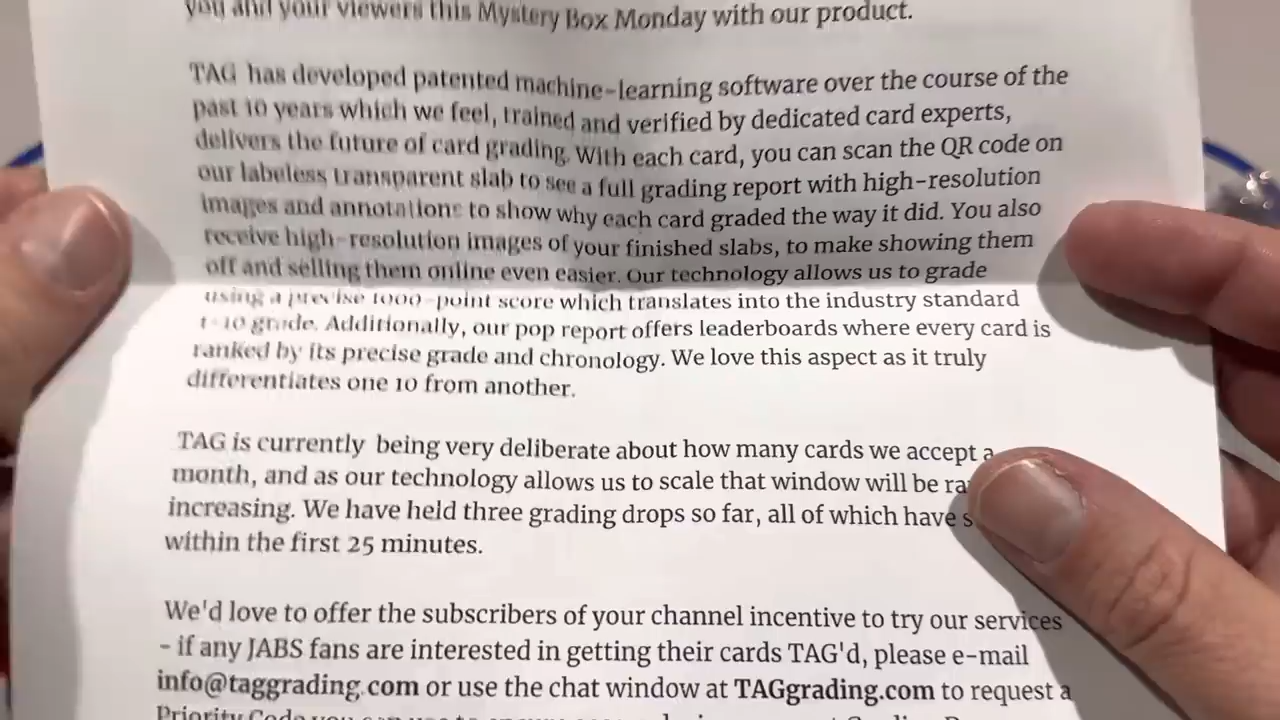 you and your viewers this Mystery Box Monday with our product.
TAG has developed patented machine-learning software over the course of the
past 10 years which we feel, trained and verified by dedicated card experts,
delivers the future of card grading. With each card, you can scan the QR code on
our labeless transparent slab to see a full grading report with high-resolution
images and annotations to show why each card graded the way it did. You also
receive high-resolution images of your finished slabs, to make showing them
off and selling them online even easier. Our technology allows us to grade
using a precise 1000-point score which translates into the industry standard
1-10 grade. Additionally, our pop report offers leaderboards where every card is
ranked by its precise grade and chronology. We love this aspect as it truly
differentiates one 10 from another.
TAG is currently being very deliberate about how many cards we accept a
month, and as our technology allows us to scale that window will be
increasing. We have held three grading drops so far, all of which have
within the first 25 minutes.
We'd love to offer the subscribers of your channel incentive to try our services
- if any JABS fans are interested in getting their cards TAG'd, please e-mail
info@taggrading.com or use the chat window at TAGgrading.com to request a
Priority Code you can use to